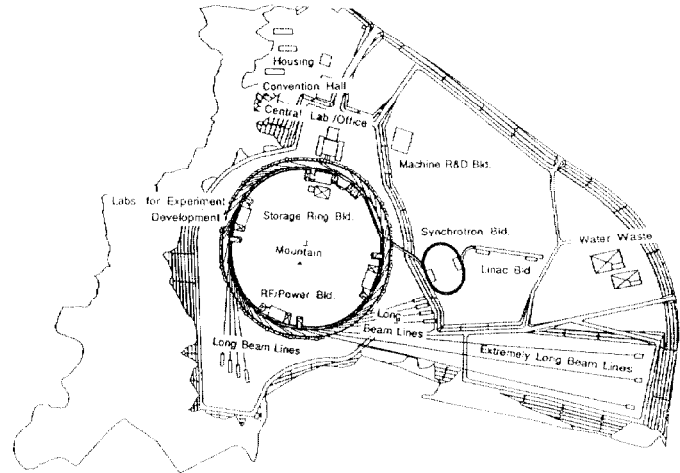 Housing
Convention Hall
Central Lab./Office
Machine R&D Bld.
Labs for Experiment
Development
Storage Ring Bld.
Synchrotron Bld.
Water Waste
Mountain
Linac Bld
RF/Power Bld.
Long
Beam Lines
Long Beam Lines
Extremely Long Beam Lines